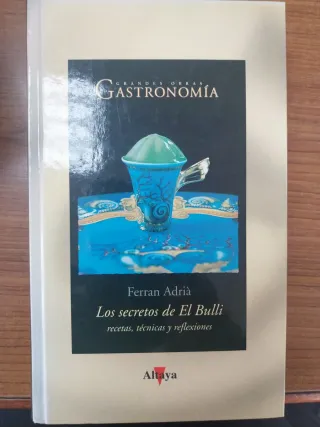 GRANDES OBRAS
GASTRONOMÍA
Ferran Adrià
Los secretos de El Bulli
recetas, técnicas y reflexiones
Altaya